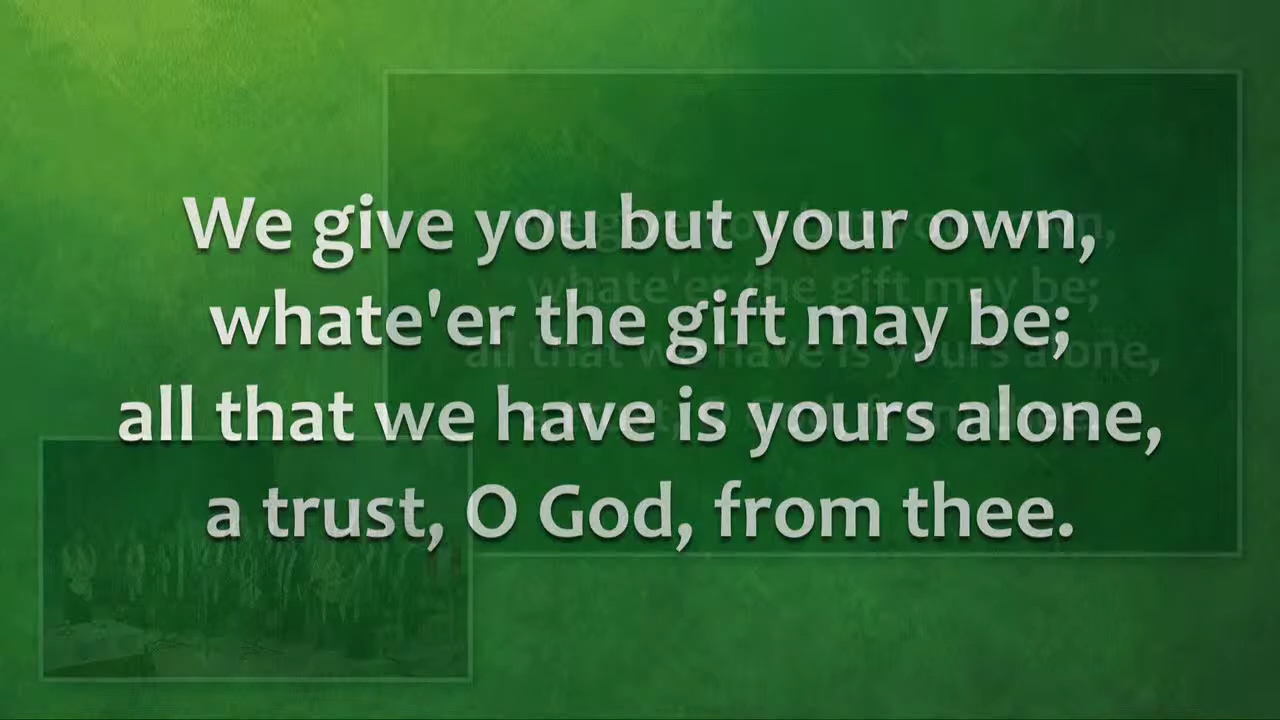 We give you but your own,
whate'er the gift may be;
all that we have is yours alone,
a trust, O God, from thee.